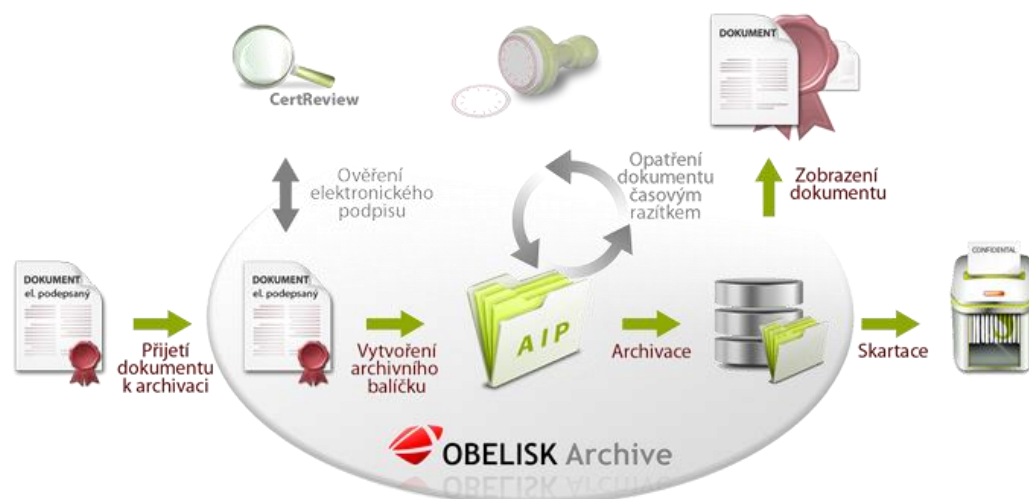 DOKUMENT
CertReview
Ověření
elektronického
podpisu
Opatření
dokumentu
časovým
razítkem
Zobrazení
dokumentu
DOKUMENT
el. podepsaný
Přijetí
dokumentu
k archivaci
DOKUMENT
el. podepsaný
Vytvoření
archivního
balíčku
AIP
Archivace
Skartace
CONFIDENTAL
OBELISK Archive